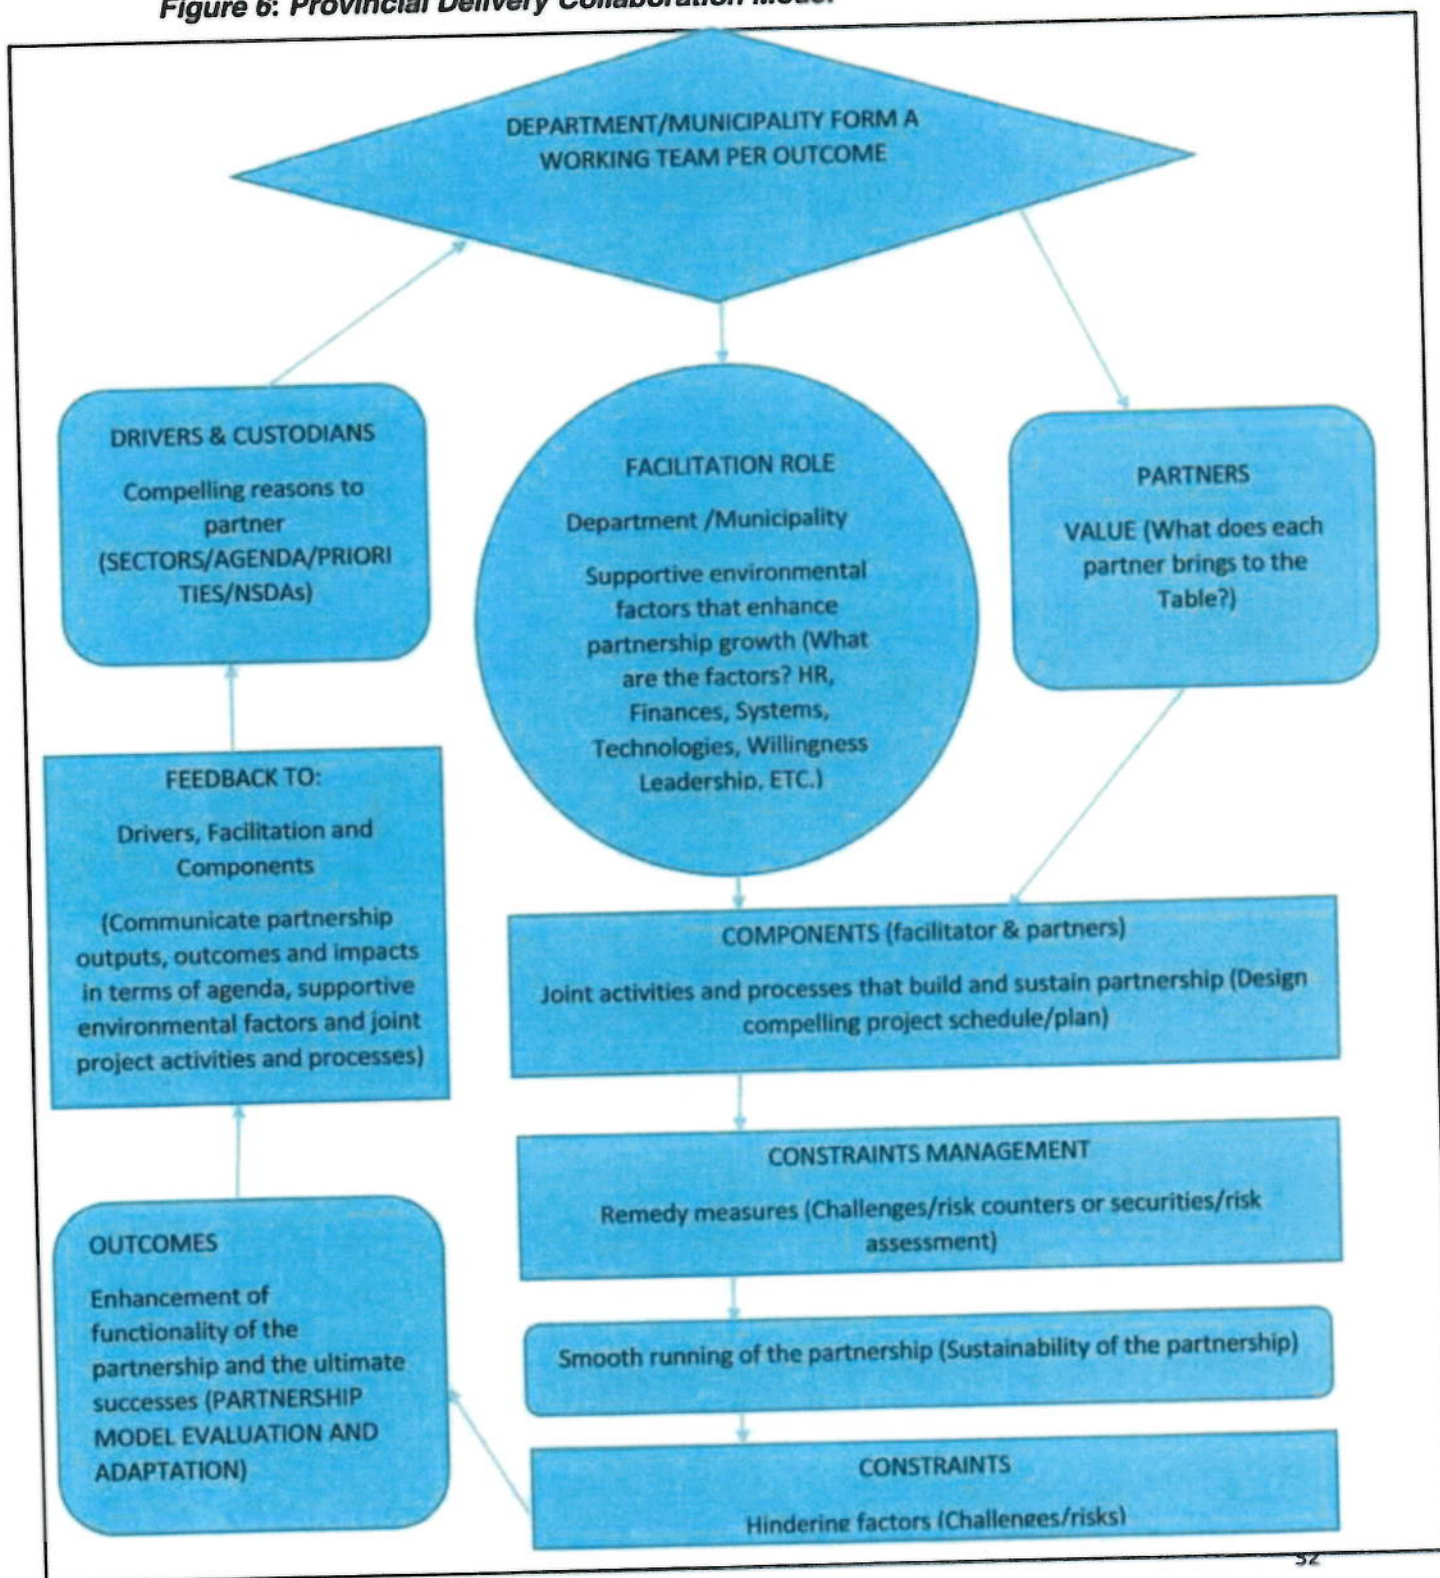 Figure 6: Provincial Delivery Collaboration Model
DEPARTMENT/MUNICIPALITY FORM A
WORKING TEAM PER OUTCOME
DRIVERS & CUSTODIANS
Compelling reasons to
partner
(SECTORS/AGENDA/PRIORI
TIES/NSDAs)
FACILITATION ROLE
Department /Municipality
Supportive environmental
factors that enhance
partnership growth (What
are the factors? HR,
Finances, Systems,
Technologies, Willingness
Leadership, ETC.)
PARTNERS
VALUE (What does each
partner brings to the
Table?)
FEEDBACK TO:
Drivers, Facilitation and
Components
(Communicate partnership
outputs, outcomes and impacts
in terms of agenda, supportive
environmental factors and joint
project activities and processes)
COMPONENTS (facilitator & partners)
Joint activities and processes that build and sustain partnership (Design
compelling project schedule/plan)
CONSTRAINTS MANAGEMENT
Remedy measures (Challenges/risk counters or securities/risk
assessment)
Smooth running of the partnership (Sustainability of the partnership)
CONSTRAINTS
Hindering factors (Challenges/risks)
OUTCOMES
Enhancement of
functionality of the
partnership and the ultimate
successes (PARTNERSHIP
MODEL EVALUATION AND
ADAPTATION)